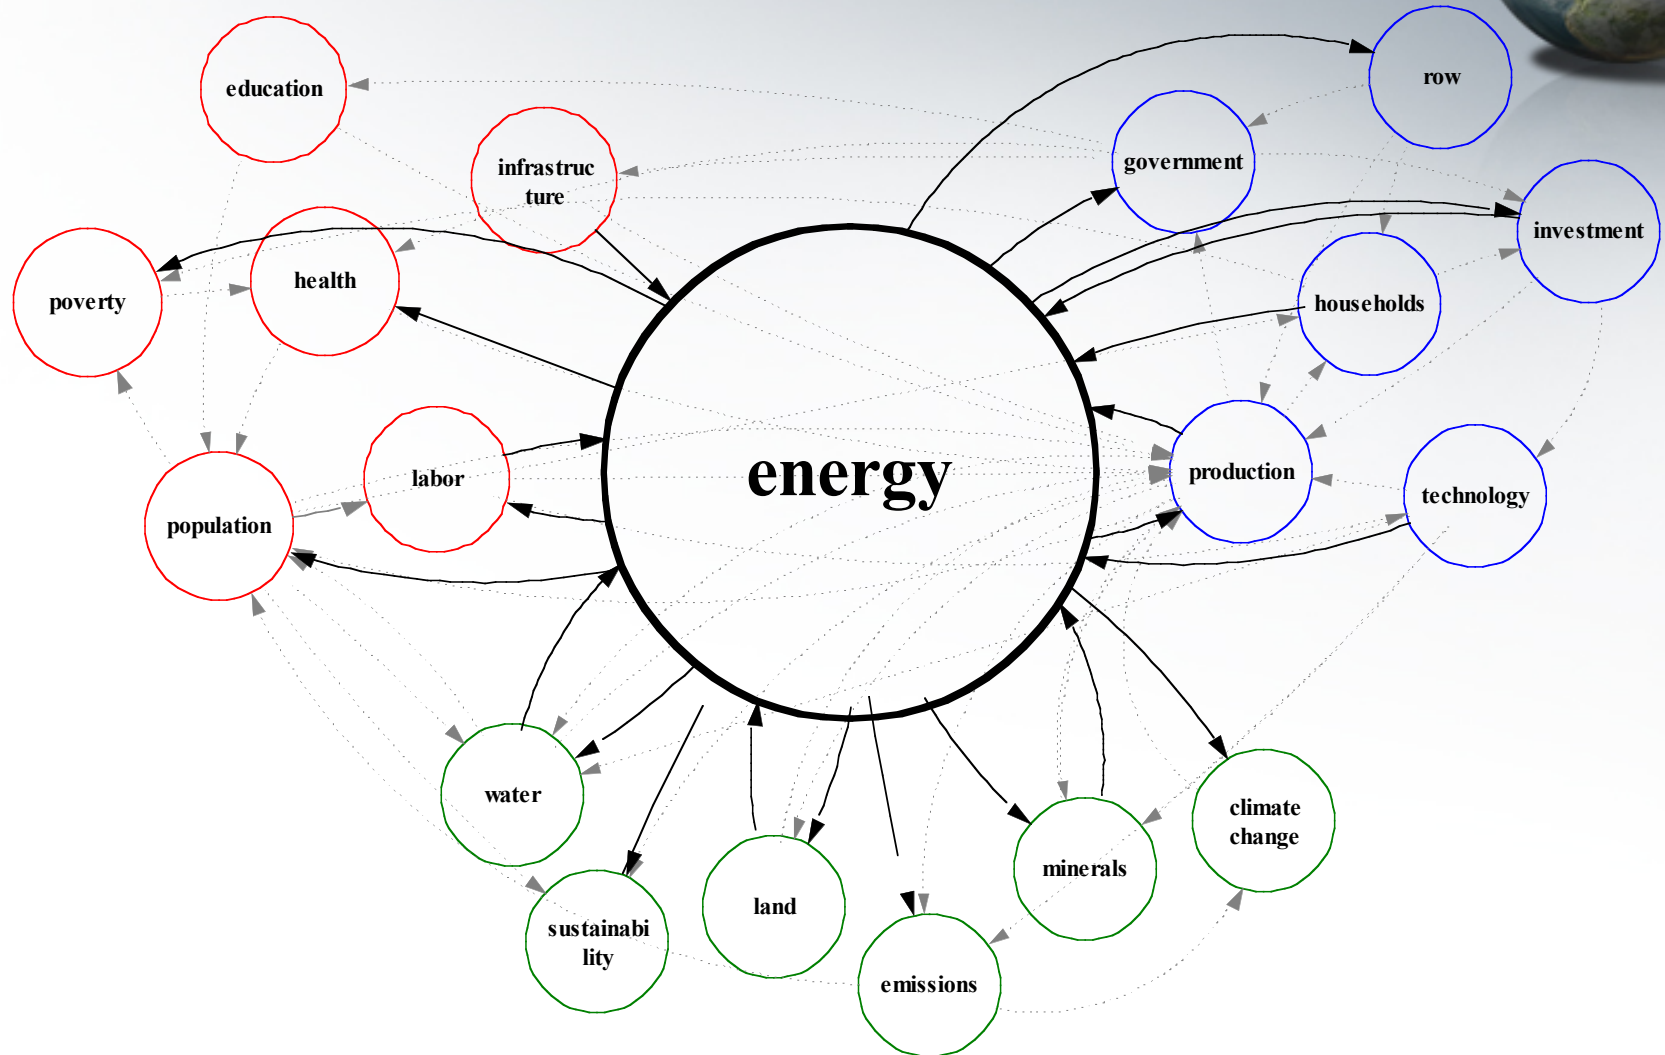 row
education
government
infrastruc
ture
investment
health
poverty
households
energy
labor
production
technology
population
water
climate
change
minerals
land
sustainabi
lity
emissions